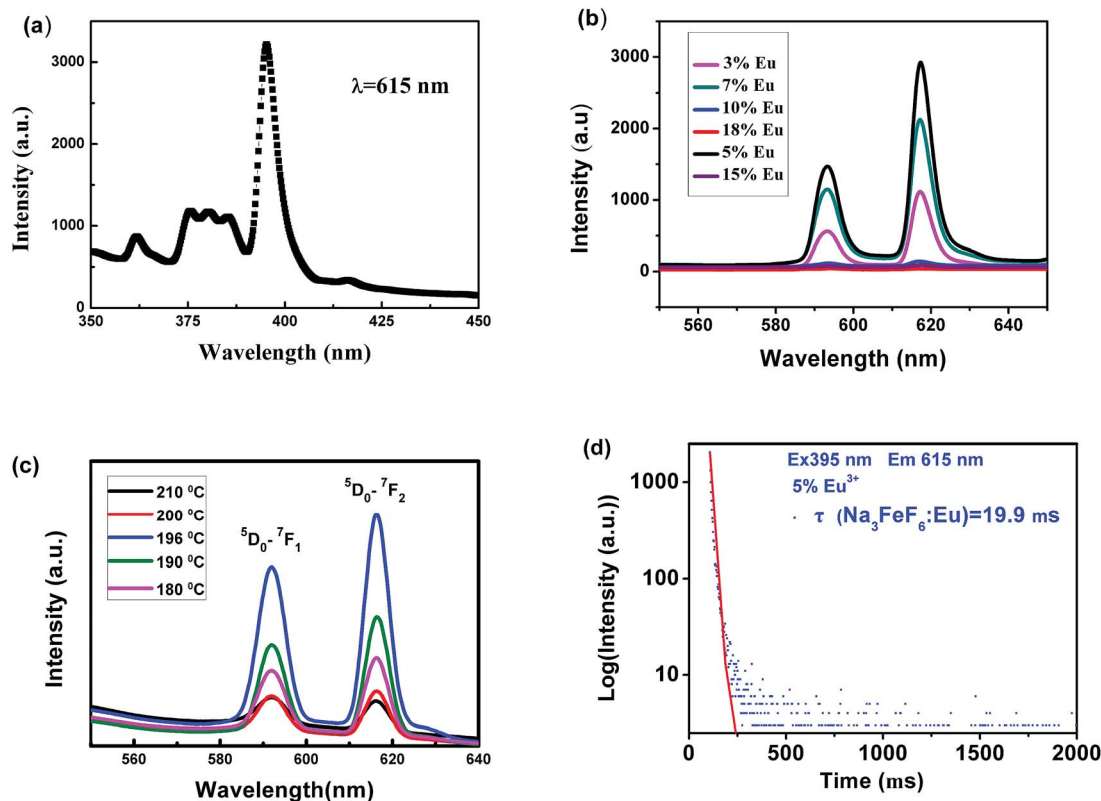 (a)
λ=615 nm
Intensity (a.u.)
3000
2000
1000
0
350 375 400 425 450
Wavelength (nm)
(b)
3% Eu
7% Eu
10% Eu
18% Eu
5% Eu
15% Eu
Intensity (a.u)
3000
2000
1000
0
560 580 600 620 640
Wavelength (nm)
(c)
210 ⁰C
200 ⁰C
196 ⁰C
190 ⁰C
180 ⁰C
⁵D₀- ⁷F₁
⁵D₀- ⁷F₂
Intensity (a.u.)
560 580 600 620 640
Wavelength(nm)
(d)
Ex395 nm Em 615 nm
5% Eu³⁺
τ (Na₃FeF₆:Eu)=19.9 ms
Log(Intensity (a.u.))
1000
100
10
0 500 1000 1500 2000
Time (ms)